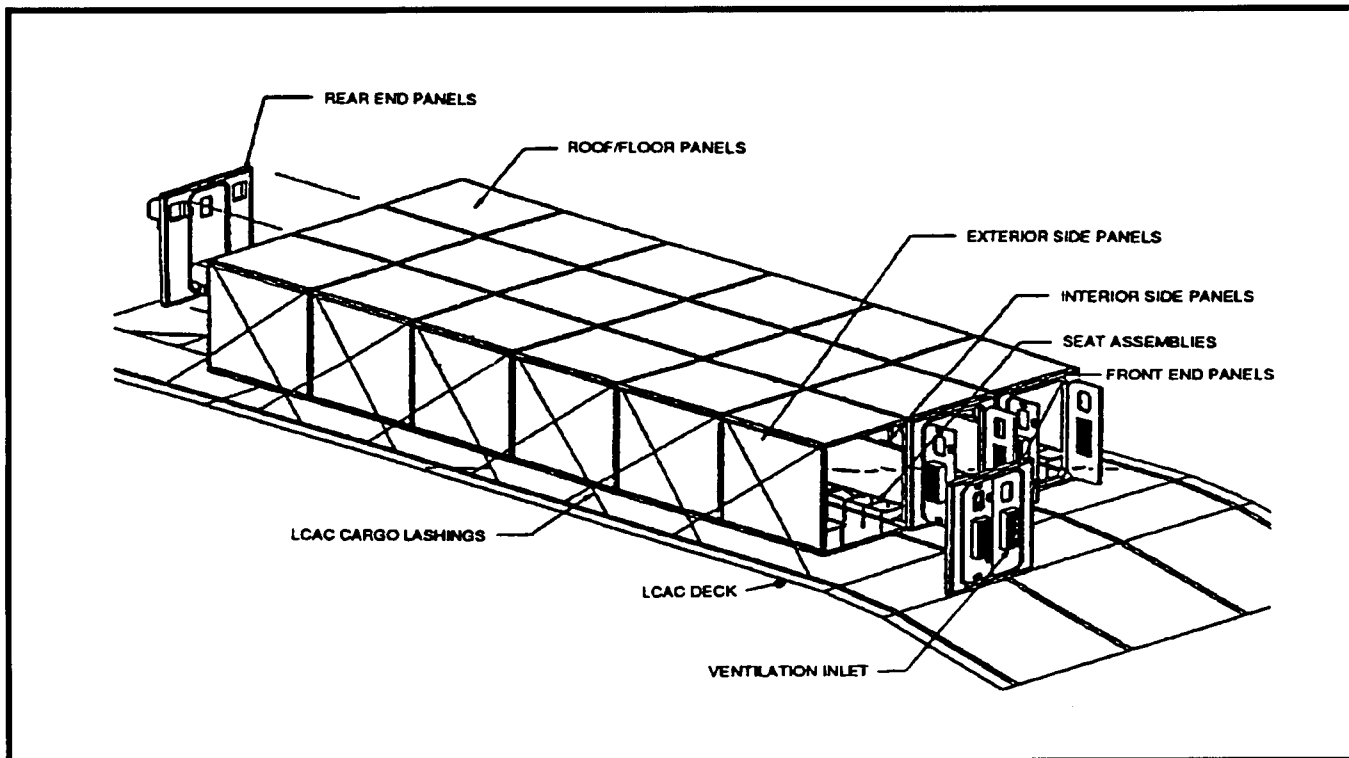 REAR END PANELS
ROOF/FLOOR PANELS
EXTERIOR SIDE PANELS
INTERIOR SIDE PANELS
SEAT ASSEMBLIES
FRONT END PANELS
LCAC CARGO LASHINGS
LCAC DECK
VENTILATION INLET